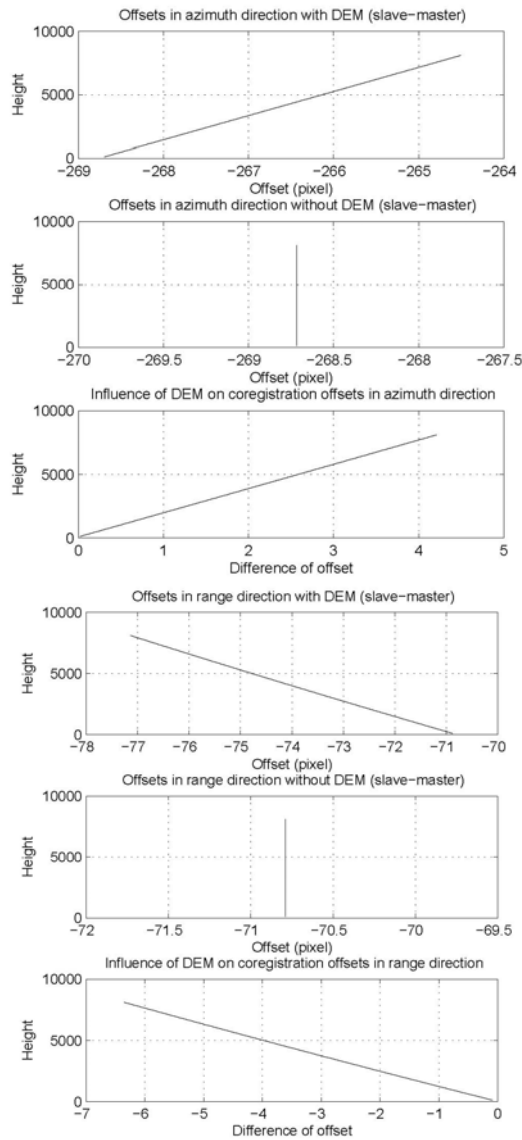 Offsets in azimuth direction with DEM (slave−master)
10000
5000
0
Height
−269 −268 −267 −266 −265 −264
Offset (pixel)
Offsets in azimuth direction without DEM (slave−master)
10000
5000
0
Height
−270 −269.5 −269 −268.5 −268 −267.5
Offset (pixel)
Influence of DEM on coregistration offsets in azimuth direction
10000
5000
0
Height
0 1 2 3 4 5
Difference of offset
Offsets in range direction with DEM (slave−master)
10000
5000
0
Height
−78 −77 −76 −75 −74 −73 −72 −71 −70
Offset (pixel)
Offsets in range direction without DEM (slave−master)
10000
5000
0
Height
−72 −71.5 −71 −70.5 −70 −69.5
Offset (pixel)
Influence of DEM on coregistration offsets in range direction
10000
5000
0
Height
−7 −6 −5 −4 −3 −2 −1 0
Difference of offset